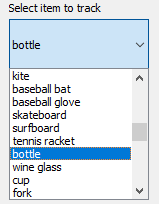 Select item to track
bottle
kite
baseball bat
baseball glove
skateboard
surfboard
tennis racket
bottle
wine glass
cup
fork